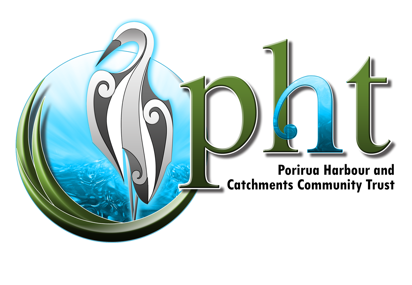 pht
Porirua Harbour and
Catchments Community Trust